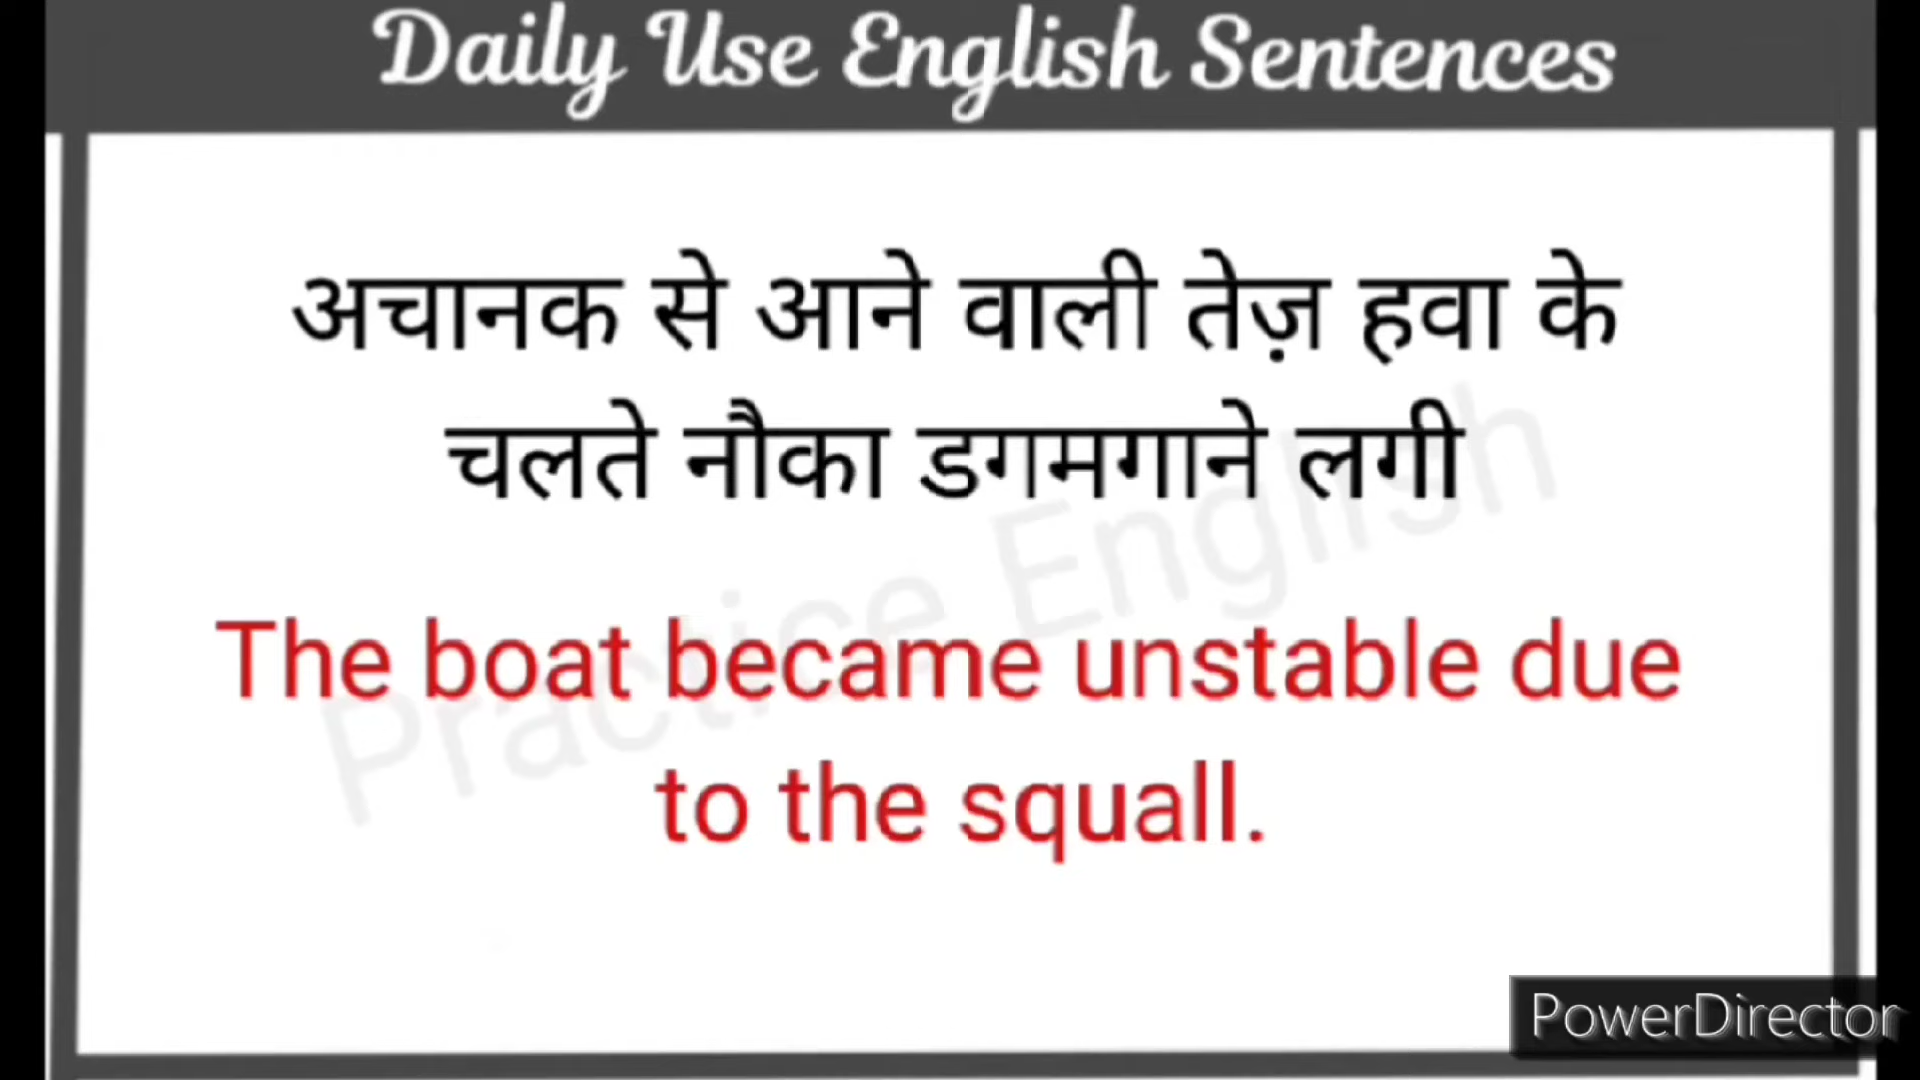 Daily Use English Sentences
अचानक से आने वाली तेज़ हवा के
चलते नौका डगमगाने लगी
Practice English
The boat became unstable due
to the squall.
PowerDirector